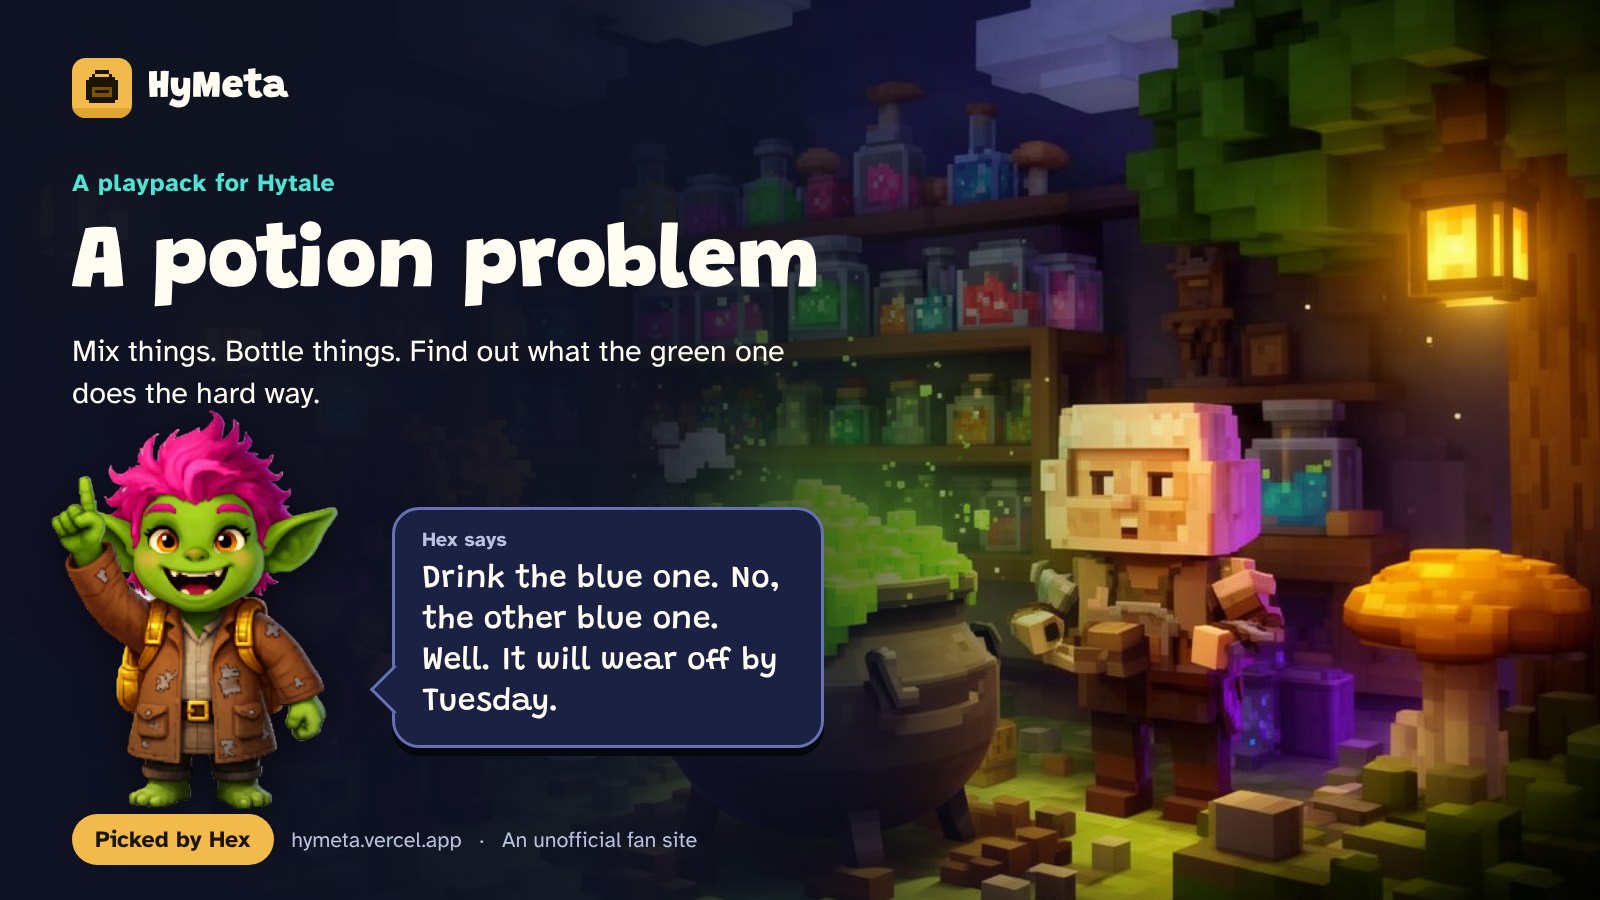 HyMeta
A playpack for Hytale
A potion problem
Mix things. Bottle things. Find out what the green one
does the hard way.
Hex says
Drink the blue one. No,
the other blue one.
Well. It will wear off by
Tuesday.
Picked by Hex
hymeta.vercel.app · An unofficial fan site